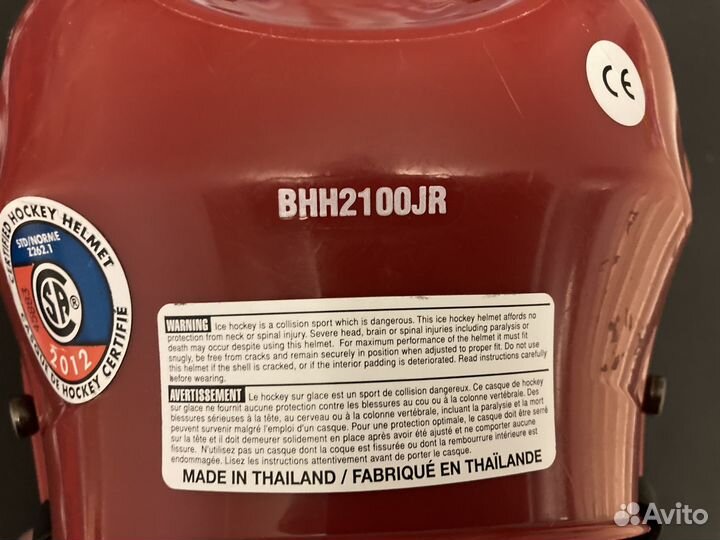 CE
BHH2100JR
CERTIFIED HOCKEY HELMET
STD/NORME
Z262.1
SA
®
2012
CASQUE DE HOCKEY CERTIFIÉ
WARNING Ice hockey is a collision sport which is dangerous. This ice hockey helmet affords no
protection from neck or spinal injury. Severe head, brain or spinal injuries including paralysis or
death may occur despite using this helmet. For maximum performance of the helmet it must fit
snugly, be free from cracks and remain securely in position when adjusted to proper fit. Do not use
this helmet if the shell is cracked, or if the interior padding is deteriorated. Read instructions carefully
before wearing.
AVERTISSEMENT Le hockey sur glace est un sport de collision dangereux. Ce casque de hockey
sur glace ne fournit aucune protection contre les blessures au cou ou à la colonne vertébrale. Des
blessures sérieuses à la tête, au cerveau ou à la colonne vertébrale, incluant la paralysie et la mort
peuvent survenir malgré l'emploi d'un casque. Pour une protection optimale, le casque doit être serré
sur la tête et il doit demeurer solidement en place après avoir été ajusté et ne comporter aucune
fissure. N'utilisez pas un casque dont la coque est fissurée ou dont la rembourrure intérieure est
endommagée. Lisez les instructions attentivement avant de porter le casque.
MADE IN THAILAND / FABRIQUÉ EN THAÏLANDE
Avito